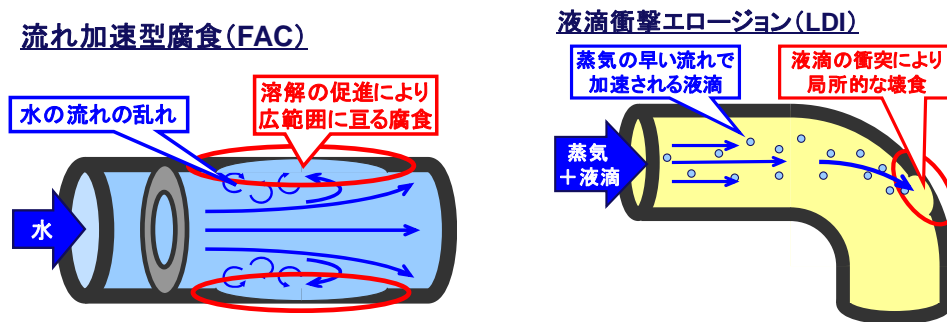 流れ加速型腐食(FAC)
水の流れの乱れ
溶解の促進により
広範囲に亘る腐食
水
液滴衝撃エロージョン(LDI)
蒸気の早い流れで
加速される液滴
液滴の衝突により
局所的な壊食
蒸気
+液滴